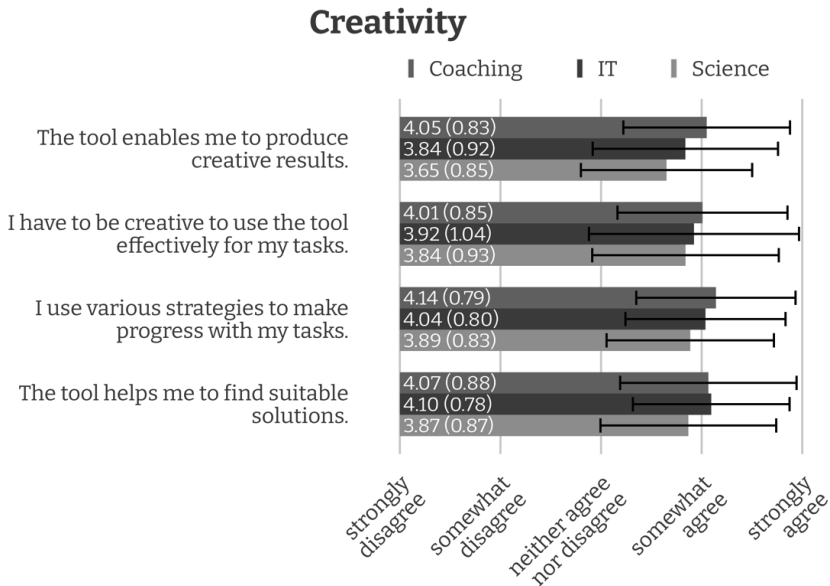 Creativity
Coaching IT Science
The tool enables me to produce
creative results.
4.05 (0.83)
3.84 (0.92)
3.65 (0.85)
I have to be creative to use the tool
effectively for my tasks.
4.01 (0.85)
3.92 (1.04)
3.84 (0.93)
I use various strategies to make
progress with my tasks.
4.14 (0.79)
4.04 (0.80)
3.89 (0.83)
The tool helps me to find suitable
solutions.
4.07 (0.88)
4.10 (0.78)
3.87 (0.87)
strongly
disagree
somewhat
disagree
neither agree
nor disagree
somewhat
agree
strongly
agree